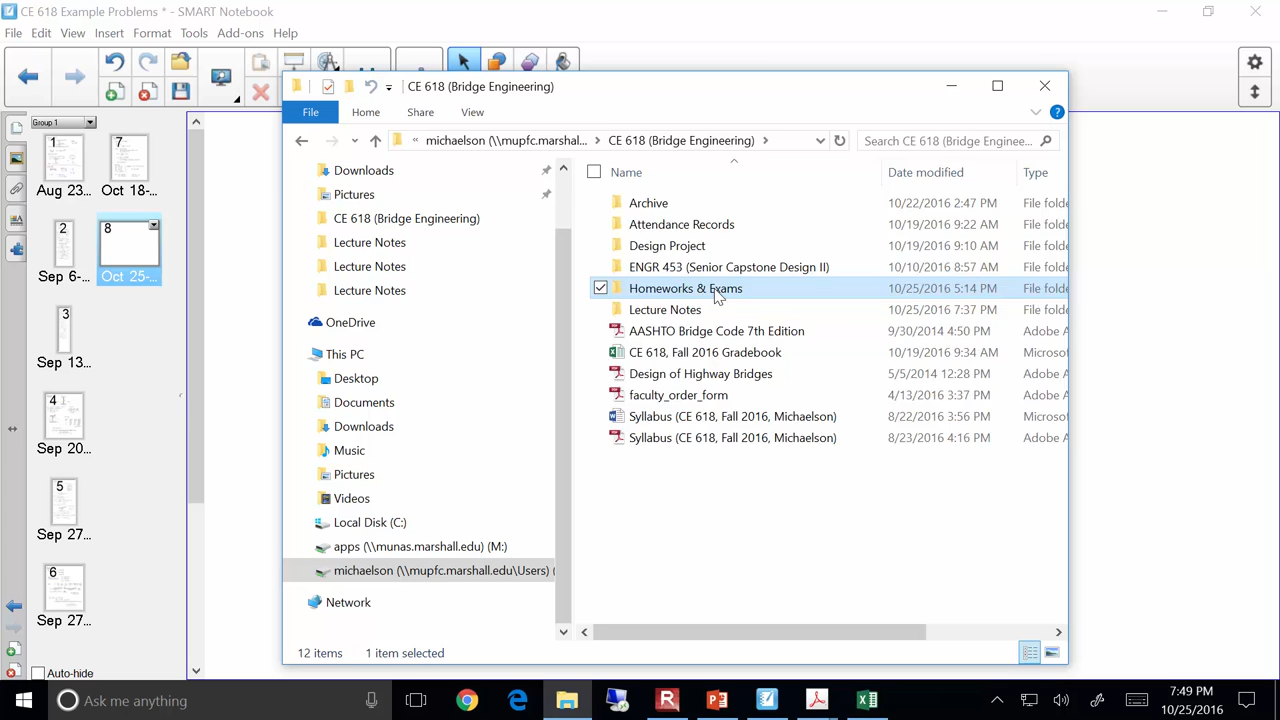 CE 618 Example Problems * - SMART Notebook
File Edit View Insert Format Tools Add-ons Help
Group 1
1
Aug 23...
7
Oct 18-...
2
Sep 6-...
8
Oct 25-...
3
Sep 13...
4
Sep 20...
5
Sep 27...
6
Sep 27...
Auto-hide
CE 618 (Bridge Engineering)
File Home Share View
« michaelson (\\mupfc.marshal... > CE 618 (Bridge Engineering) >
Search CE 618 (Bridge Enginee...
Downloads
Pictures
CE 618 (Bridge Engineering)
Lecture Notes
Lecture Notes
Lecture Notes
OneDrive
This PC
Desktop
Documents
Downloads
Music
Pictures
Videos
Local Disk (C:)
apps (\\munas.marshall.edu) (M:)
michaelson (\\mupfc.marshall.edu\Users) (
Network
Name Date modified Type
Archive 10/22/2016 2:47 PM File folde
Attendance Records 10/19/2016 9:22 AM File folde
Design Project 10/19/2016 9:10 AM File folde
ENGR 453 (Senior Capstone Design II) 10/10/2016 8:57 AM File folde
Homeworks & Exams 10/25/2016 5:14 PM File folde
Lecture Notes 10/25/2016 7:37 PM File folde
AASHTO Bridge Code 7th Edition 9/30/2014 4:50 PM Adobe A
CE 618, Fall 2016 Gradebook 10/19/2016 9:34 AM Microso
Design of Highway Bridges 5/5/2014 12:28 PM Adobe A
faculty_order_form 4/13/2016 3:37 PM Adobe A
Syllabus (CE 618, Fall 2016, Michaelson) 8/22/2016 3:56 PM Microso
Syllabus (CE 618, Fall 2016, Michaelson) 8/23/2016 4:16 PM Adobe A
12 items 1 item selected
Ask me anything
7:49 PM
10/25/2016